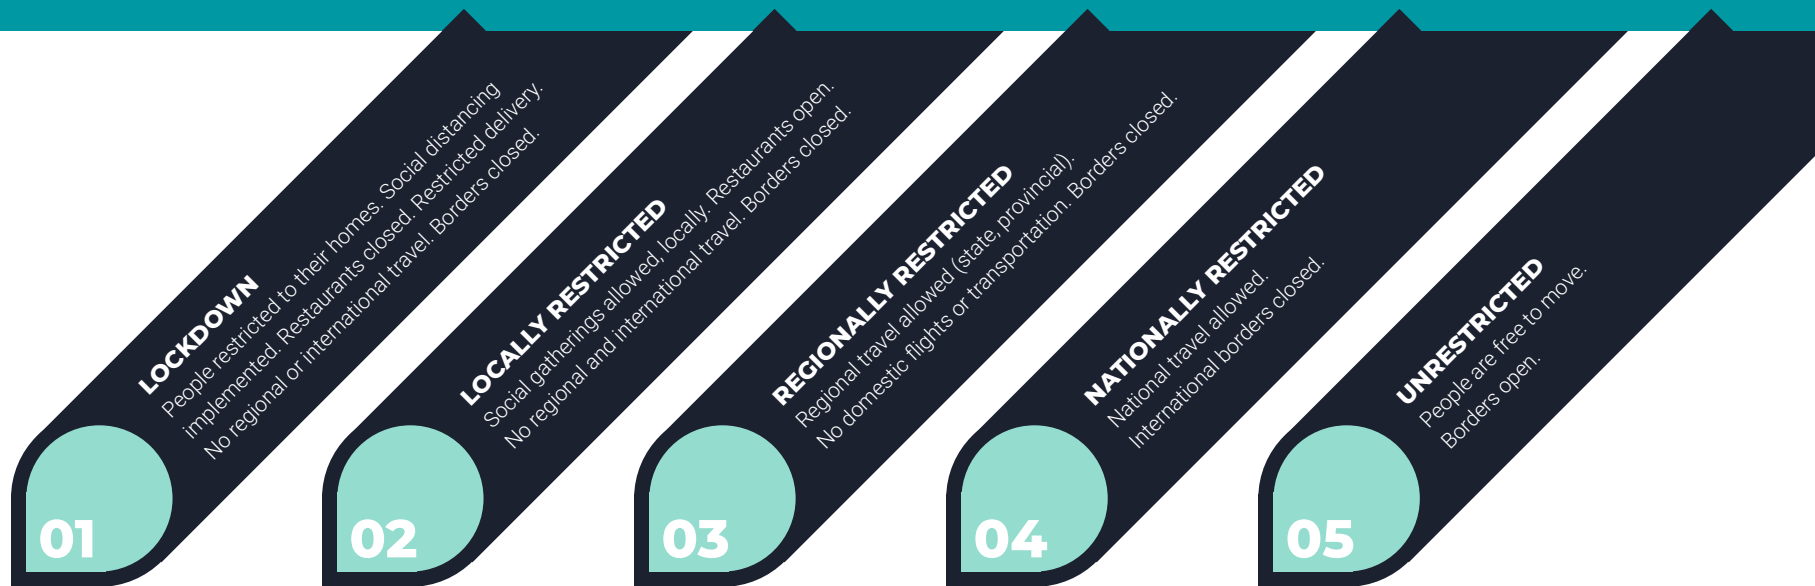 LOCKDOWN
People restricted to their homes. Social distancing
implemented. Restaurants closed. Restricted delivery.
No regional or international travel. Borders closed.
01
LOCALLY RESTRICTED
Social gatherings allowed, locally. Restaurants open.
No regional and international travel. Borders closed.
02
REGIONALLY RESTRICTED
Regional travel allowed (state, provincial).
No domestic flights or transportation. Borders closed.
03
NATIONALLY RESTRICTED
National travel allowed.
International borders closed.
04
UNRESTRICTED
People are free to move.
Borders open.
05